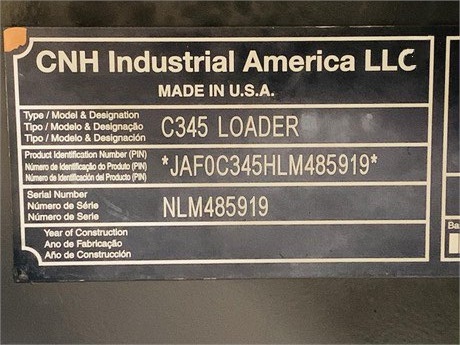 CNH Industrial America LLC
MADE IN U.S.A.
Type / Model & Designation
Tipo / Modelo & Designação
Tipo / Modelo & Designación
C345 LOADER
Product Identification Number (PIN)
Número de Identificação do Produto (PIN)
Número de Identificación del Producto (PIN)
*JAF0C345HLM485919*
Serial Number
Número de Série
Número de Serie
NLM485919
Year of Construction
Ano de Fabricação
Año de Construcción
Ba